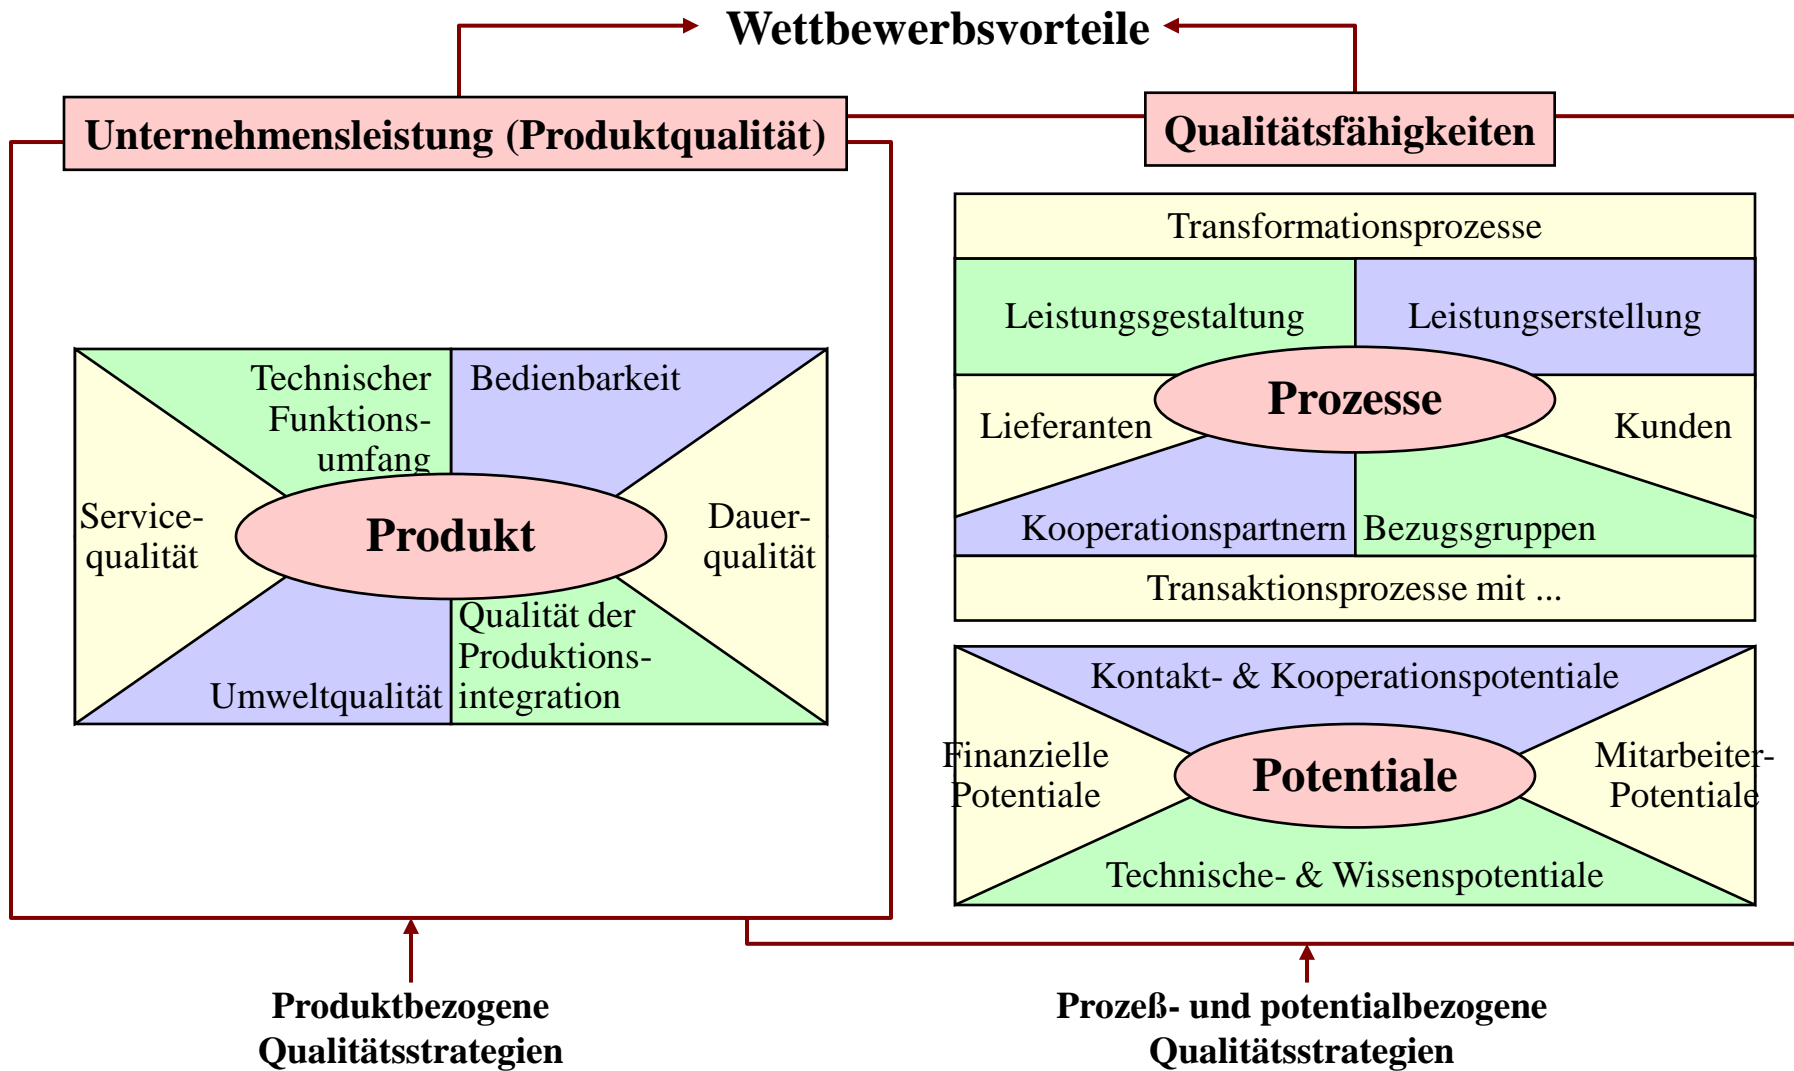 Wettbewerbsvorteile
Unternehmensleistung (Produktqualität)
Technischer
Funktions-
umfang
Bedienbarkeit
Service-
qualität
Produkt
Dauer-
qualität
Umweltqualität
Qualität der
Produktions-
integration
Qualitätsfähigkeiten
Transformationsprozesse
Leistungsgestaltung
Leistungserstellung
Prozesse
Lieferanten
Kunden
Kooperationspartnern
Bezugsgruppen
Transaktionsprozesse mit ...
Kontakt- & Kooperationspotentiale
Finanzielle
Potentiale
Potentiale
Mitarbeiter-
Potentiale
Technische- & Wissenspotentiale
Produktbezogene
Qualitätsstrategien
Prozeß- und potentialbezogene
Qualitätsstrategien